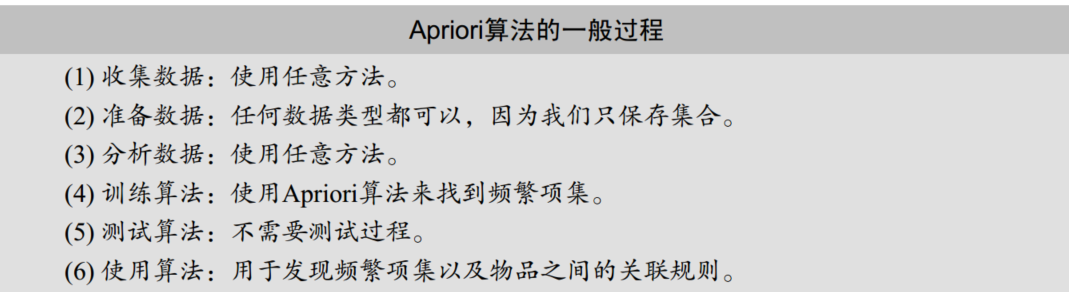 Apriori算法的一般过程
(1) 收集数据：使用任意方法。
(2) 准备数据：任何数据类型都可以，因为我们只保存集合。
(3) 分析数据：使用任意方法。
(4) 训练算法：使用Apriori算法来找到频繁项集。
(5) 测试算法：不需要测试过程。
(6) 使用算法：用于发现频繁项集以及物品之间的关联规则。